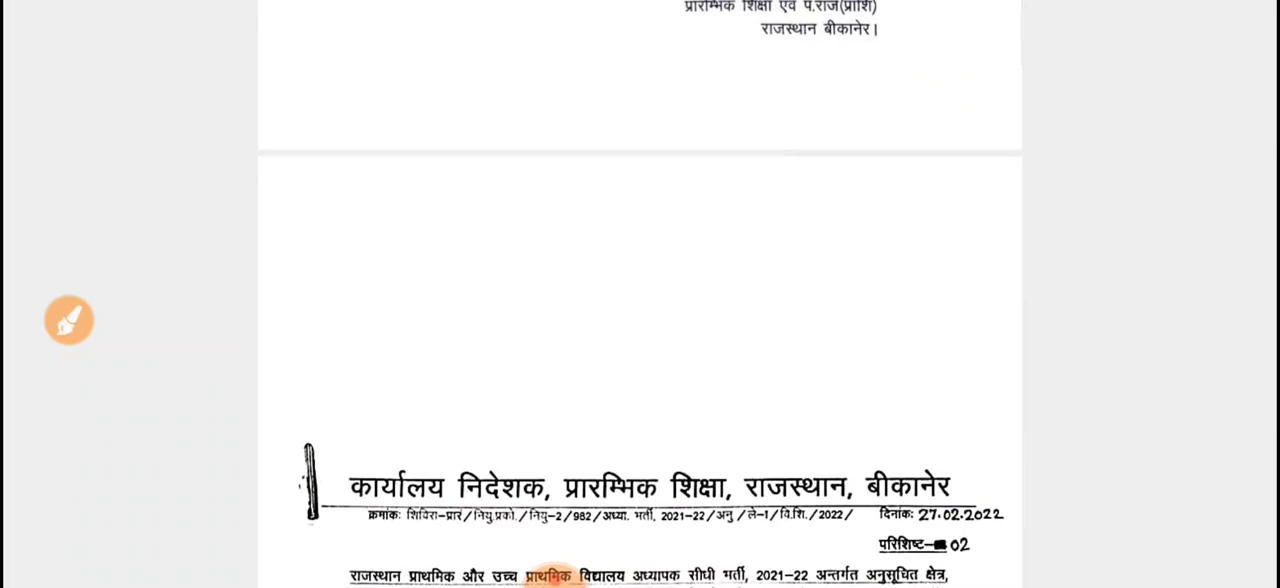 प्रारम्भिक शिक्षा एवं पं.राज(प्राशि)
राजस्थान बीकानेर।
कार्यालय निदेशक, प्रारम्भिक शिक्षा, राजस्थान, बीकानेर
क्रमांकः शिविरा-प्रारं/नियु.प्रको./नियु-2/982/अध्या. भर्ती. 2021-22/अनु/ले-1/वि.शि./2022/ दिनांकः 27.02.2022
परिशिष्ट- 02
राजस्थान प्राथमिक और उच्च प्राथमिक विद्यालय अध्यापक सीधी भर्ती, 2021-22 अन्तर्गत अनुसूचित क्षेत्र,